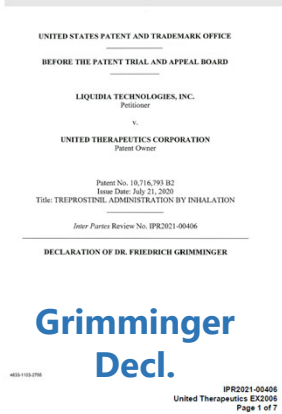 UNITED STATES PATENT AND TRADEMARK OFFICE
BEFORE THE PATENT TRIAL AND APPEAL BOARD
LIQUIDIA TECHNOLOGIES, INC.
Petitioner
v.
UNITED THERAPEUTICS CORPORATION
Patent Owner
Patent No. 10,716,793 B2
Issue Date: July 21, 2020
Title: TREPROSTINIL ADMINISTRATION BY INHALATION
Inter Partes Review No. IPR2021-00406
DECLARATION OF DR. FRIEDRICH GRIMMINGER
Grimminger
Decl.
IPR2021-00406
United Therapeutics EX2006
Page 1 of 7